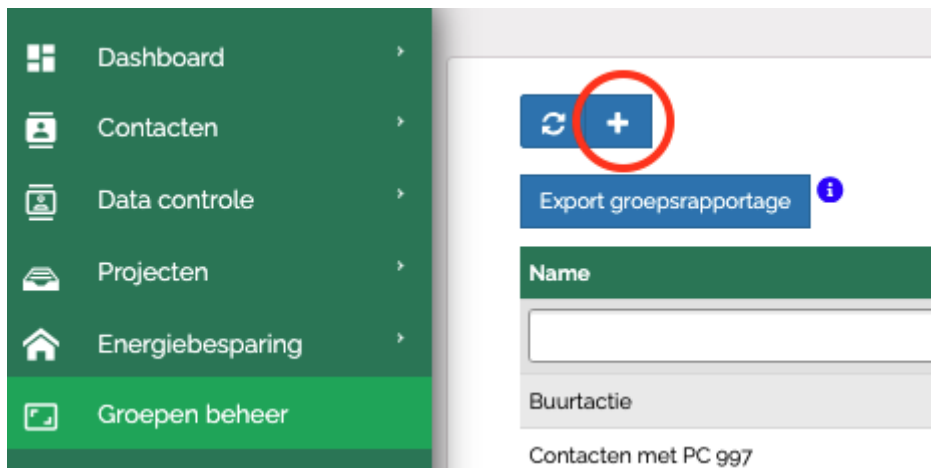 Dashboard
Contacten
Data controle
Projecten
Energiebesparing
Groepen beheer
Export groepsrapportage
Name
Buurtactie
Contacten met PC 997